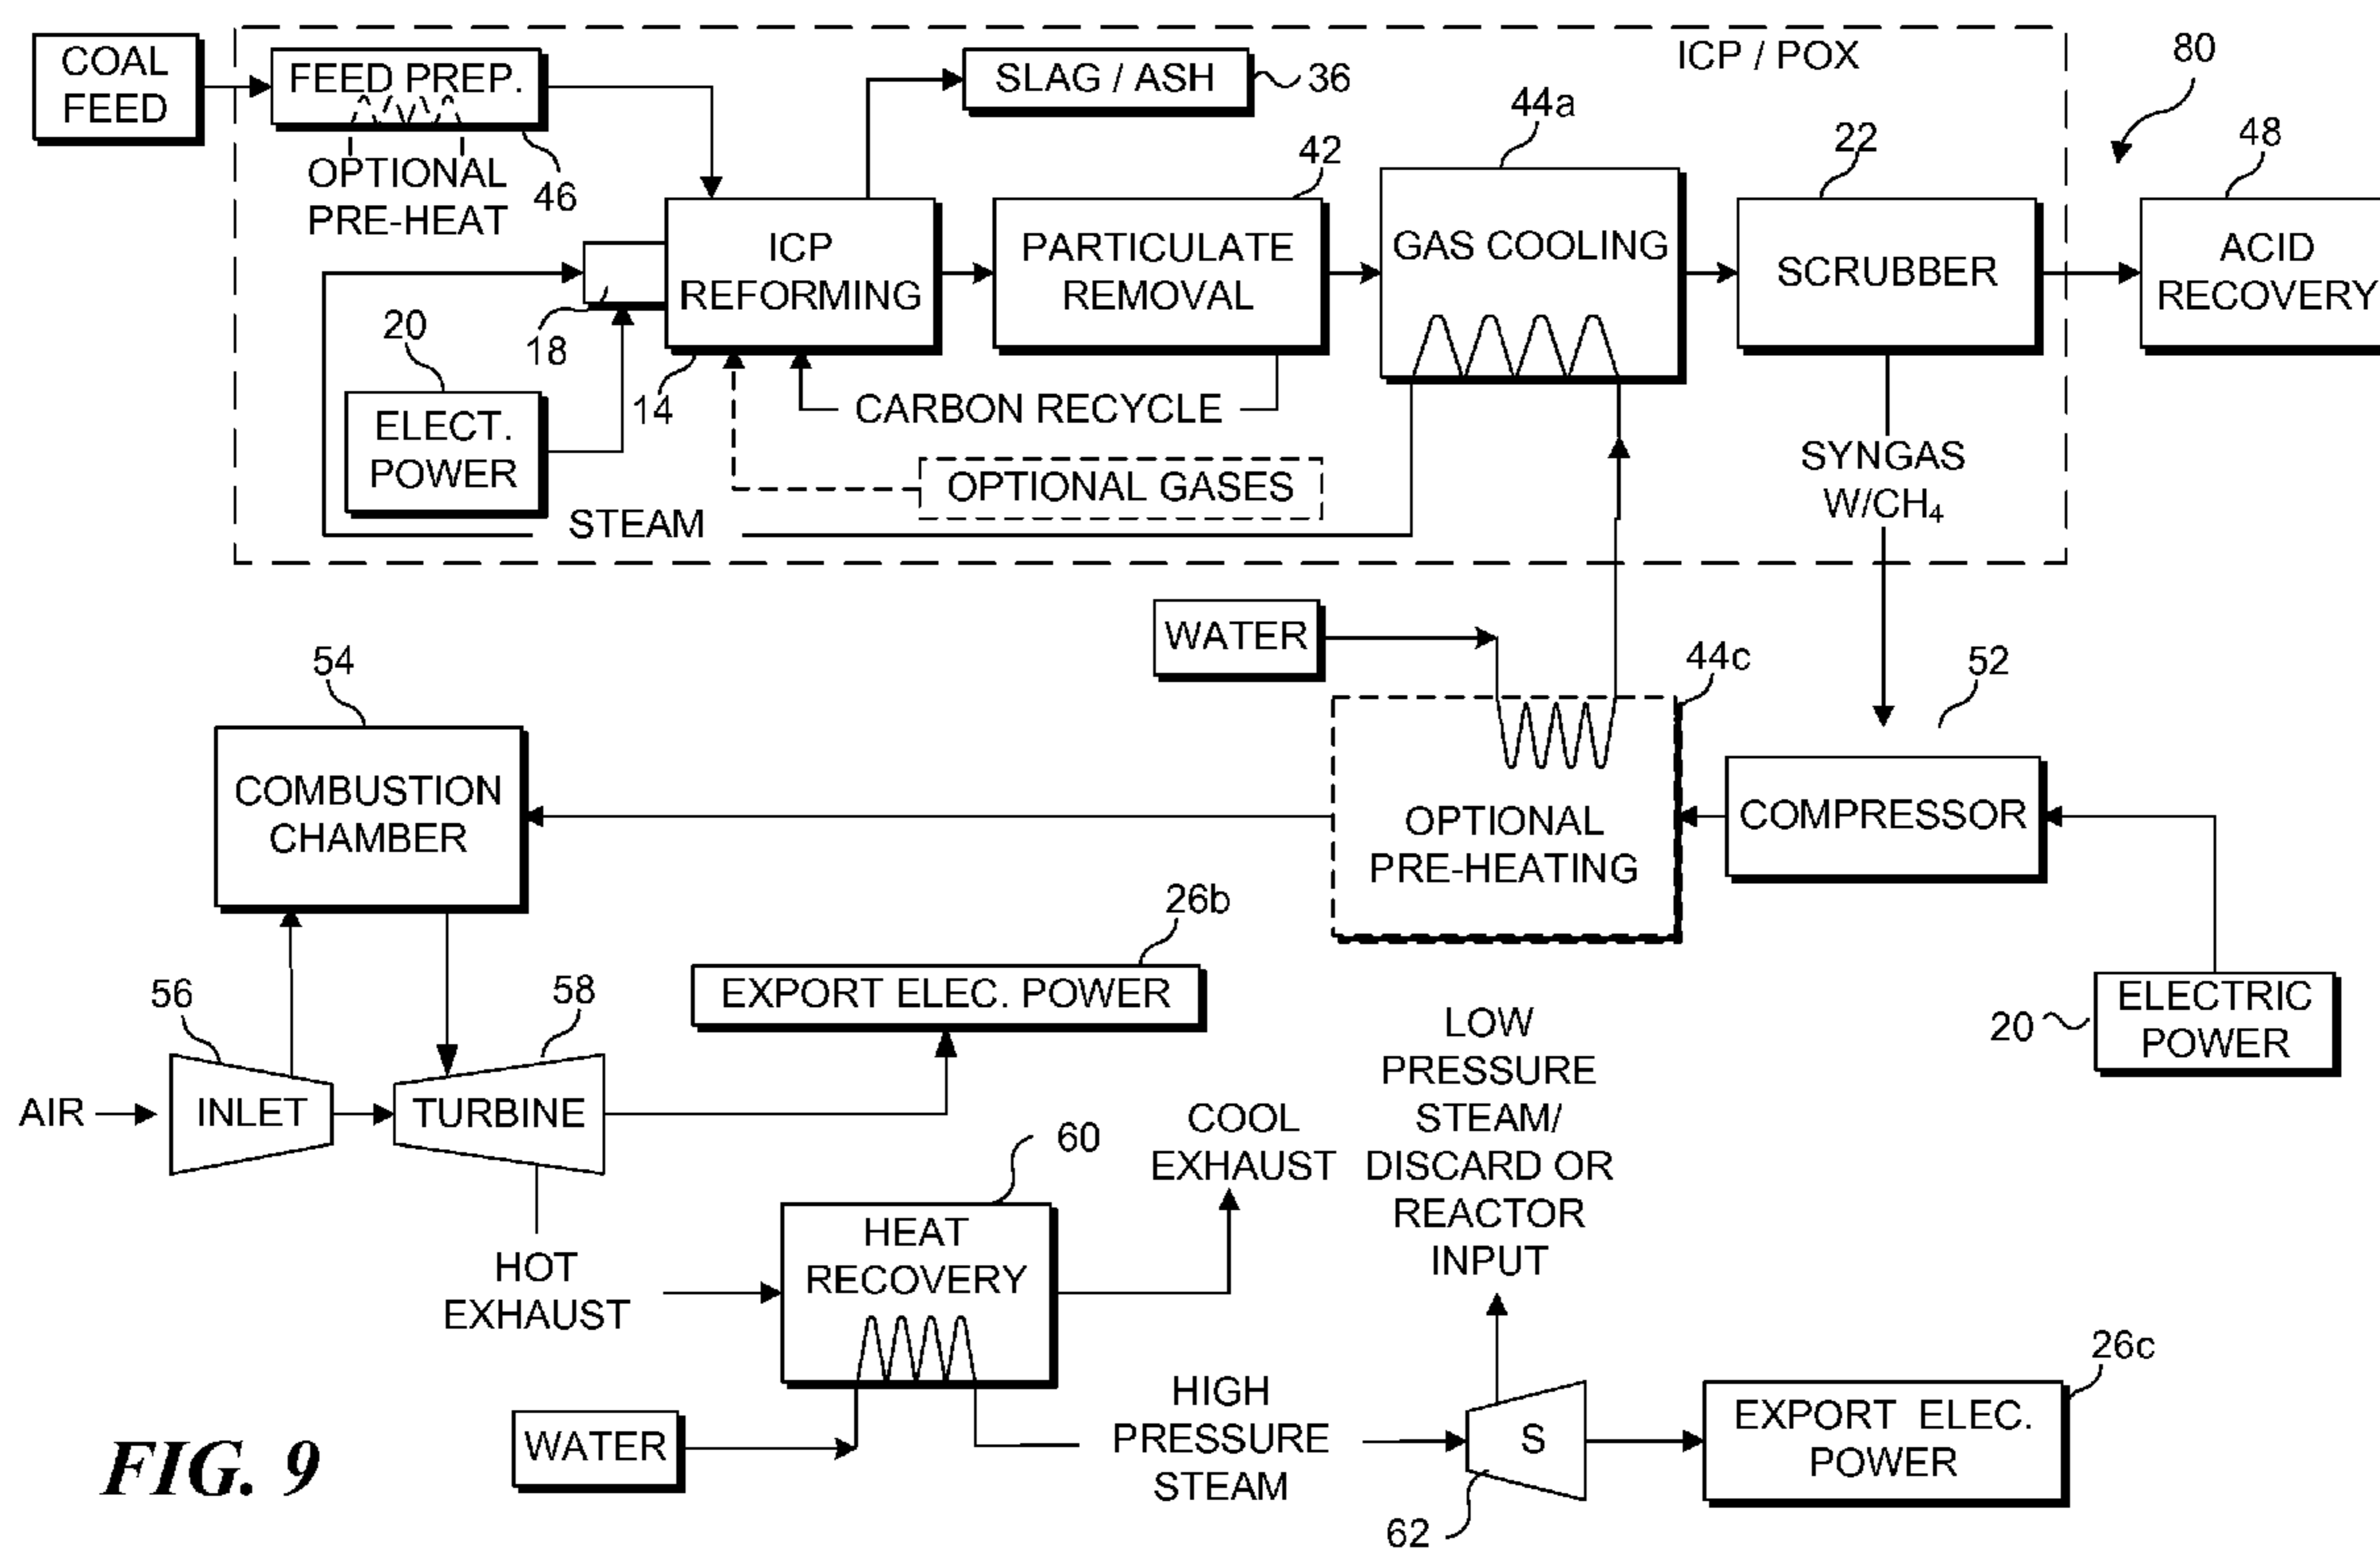 COAL
FEED
FEED PREP.
OPTIONAL
PRE-HEAT
46
SLAG / ASH
36
ICP / POX
80
44a
42
22
48
ICP
REFORMING
PARTICULATE
REMOVAL
GAS COOLING
SCRUBBER
ACID
RECOVERY
20
18
14
ELECT.
POWER
CARBON RECYCLE
OPTIONAL GASES
STEAM
SYNGAS
W/CH4
WATER
44c
52
54
COMBUSTION
CHAMBER
OPTIONAL
PRE-HEATING
COMPRESSOR
26b
EXPORT ELEC. POWER
56
58
20
ELECTRIC
POWER
AIR
INLET
TURBINE
LOW
PRESSURE
STEAM/
DISCARD OR
REACTOR
INPUT
COOL
EXHAUST
60
HEAT
RECOVERY
HOT
EXHAUST
WATER
HIGH
PRESSURE
STEAM
S
62
26c
EXPORT ELEC.
POWER
FIG. 9